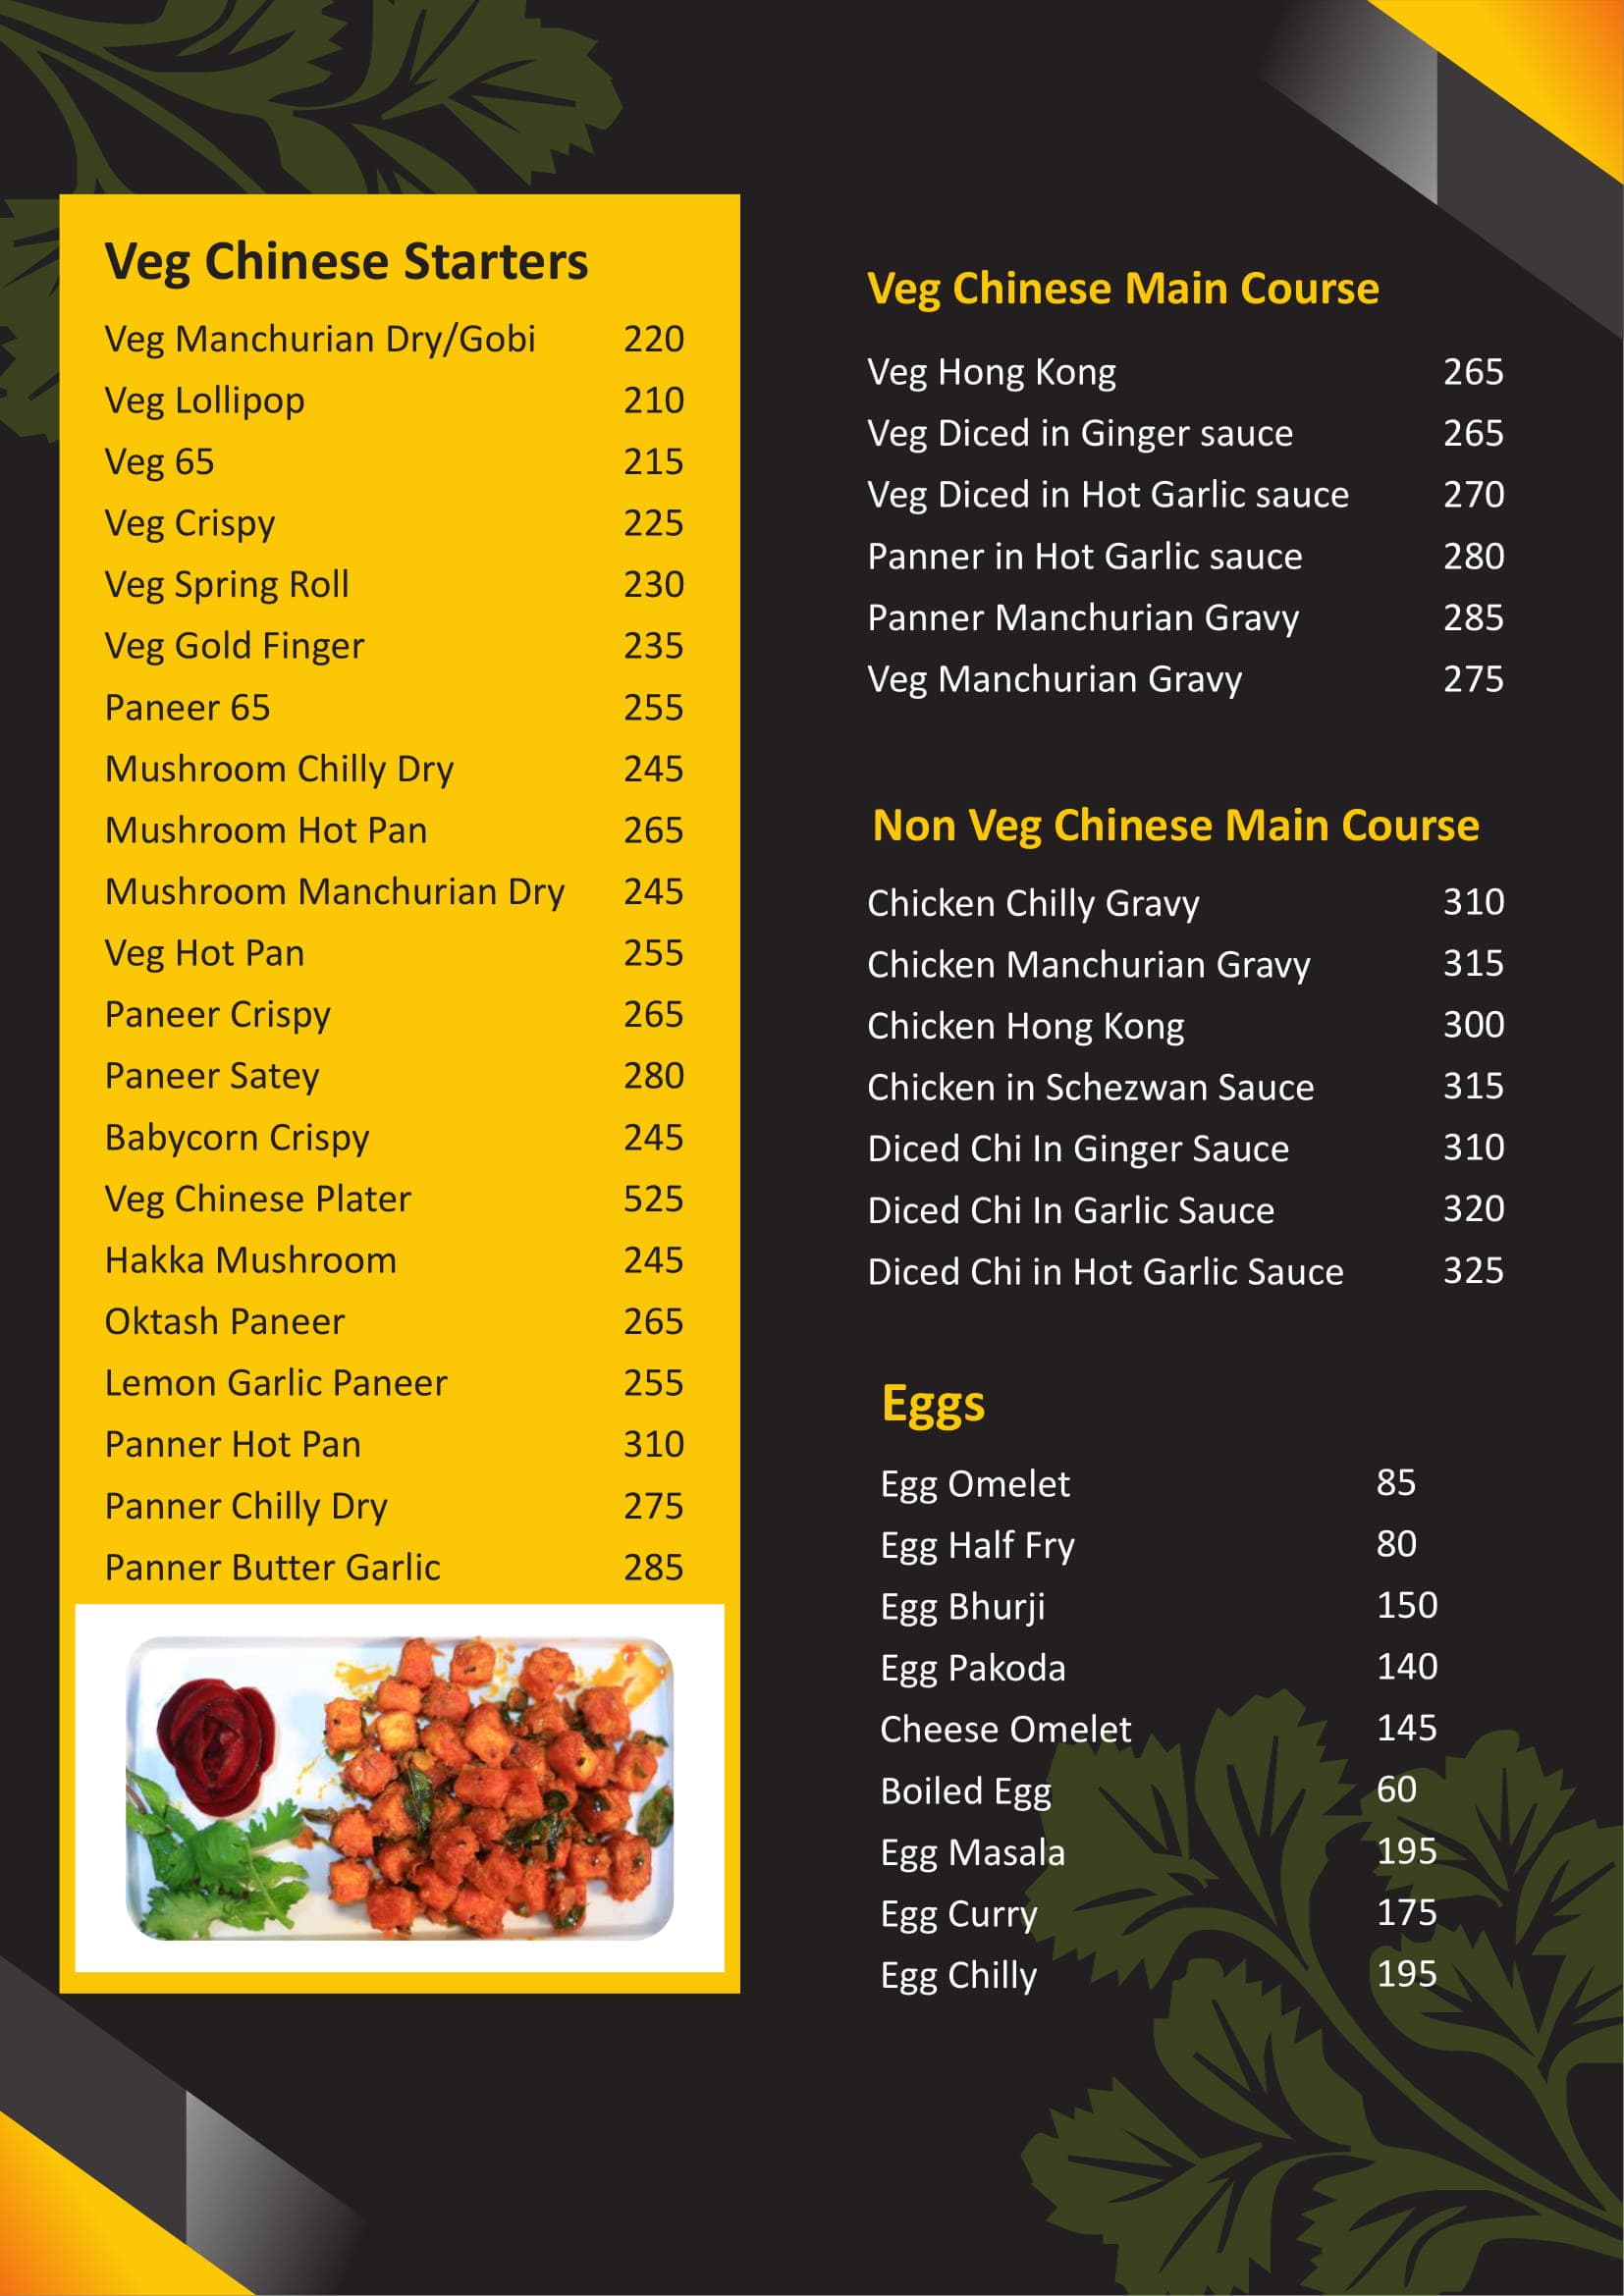 Veg Chinese Starters
Veg Manchurian Dry/Gobi 220
Veg Lollipop 210
Veg 65 215
Veg Crispy 225
Veg Spring Roll 230
Veg Gold Finger 235
Paneer 65 255
Mushroom Chilly Dry 245
Mushroom Hot Pan 265
Mushroom Manchurian Dry 245
Veg Hot Pan 255
Paneer Crispy 265
Paneer Satey 280
Babycorn Crispy 245
Veg Chinese Plater 525
Hakka Mushroom 245
Oktash Paneer 265
Lemon Garlic Paneer 255
Panner Hot Pan 310
Panner Chilly Dry 275
Panner Butter Garlic 285
Veg Chinese Main Course
Veg Hong Kong 265
Veg Diced in Ginger sauce 265
Veg Diced in Hot Garlic sauce 270
Panner in Hot Garlic sauce 280
Panner Manchurian Gravy 285
Veg Manchurian Gravy 275
Non Veg Chinese Main Course
Chicken Chilly Gravy 310
Chicken Manchurian Gravy 315
Chicken Hong Kong 300
Chicken in Schezwan Sauce 315
Diced Chi In Ginger Sauce 310
Diced Chi In Garlic Sauce 320
Diced Chi in Hot Garlic Sauce 325
Eggs
Egg Omelet 85
Egg Half Fry 80
Egg Bhurji 150
Egg Pakoda 140
Cheese Omelet 145
Boiled Egg 60
Egg Masala 195
Egg Curry 175
Egg Chilly 195